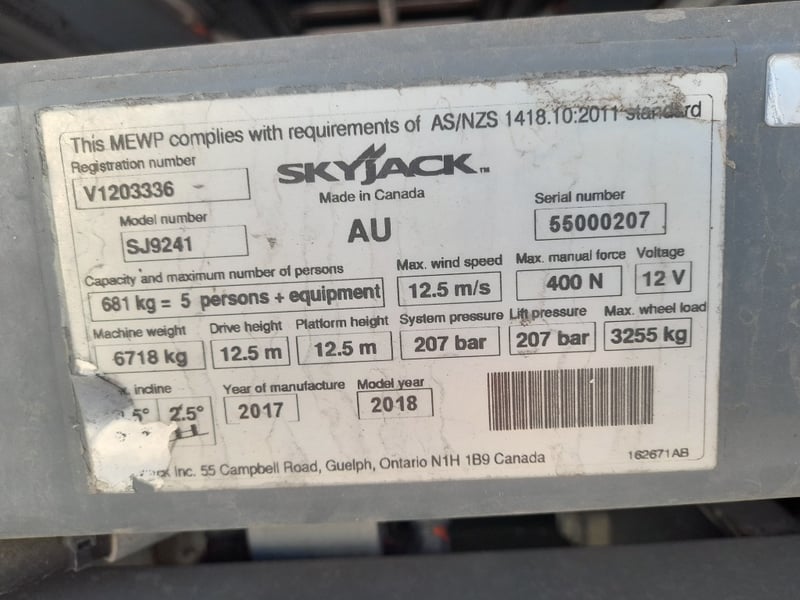 This MEWP complies with requirements of AS/NZS 1418.10:2011 standard
Registration number
V1203336
SKYJACK™
Made in Canada
AU
Serial number
55000207
Model number
SJ9241
Capacity and maximum number of persons
681 kg = 5 persons + equipment
Max. wind speed
12.5 m/s
Max. manual force
400 N
Voltage
12 V
Machine weight
6718 kg
Drive height
12.5 m
Platform height
12.5 m
System pressure
207 bar
Lift pressure
207 bar
Max. wheel load
3255 kg
incline
.5° 2.5°
Year of manufacture
2017
Model year
2018
Inc. 55 Campbell Road, Guelph, Ontario N1H 1B9 Canada
162671AB